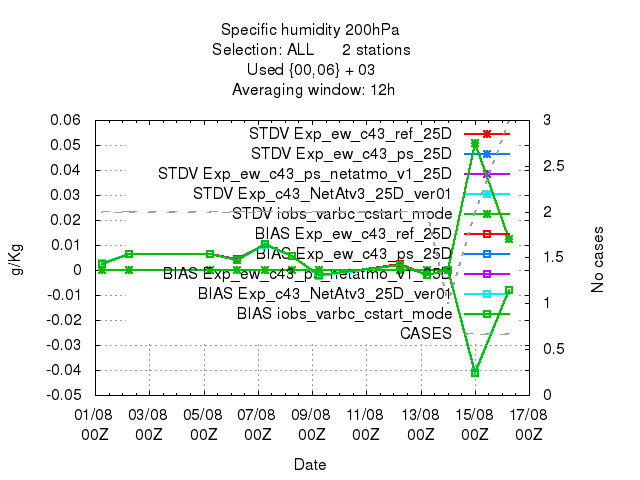 Specific humidity 200hPa
Selection: ALL 2 stations
Used {00,06} + 03
Averaging window: 12h
0.06
0.05
0.04
0.03
0.02
0.01
0
-0.01
-0.02
-0.03
-0.04
-0.05
g/Kg
STDV Exp_ew_c43_ref_25D
STDV Exp_ew_c43_ps_25D
STDV Exp_ew_c43_ps_netatmo_v1_25D
STDV Exp_c43_NetAtv3_25D_ver01
STDV iobs_varbc_cstart_mode
BIAS Exp_ew_c43_ref_25D
BIAS Exp_ew_c43_ps_25D
BIAS Exp_ew_c43_ps_netatmo_v1_25D
BIAS Exp_c43_NetAtv3_25D_ver01
BIAS iobs_varbc_cstart_mode
CASES
3
2.5
2
1.5
1
0.5
0
No cases
01/08 03/08 05/08 07/08 09/08 11/08 13/08 15/08 17/08
00Z 00Z 00Z 00Z 00Z 00Z 00Z 00Z 00Z
Date